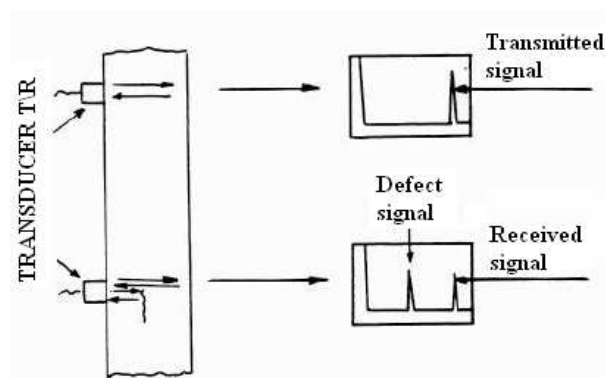 TRANSDUCER T\R
Transmitted
signal
Defect
signal
Received
signal